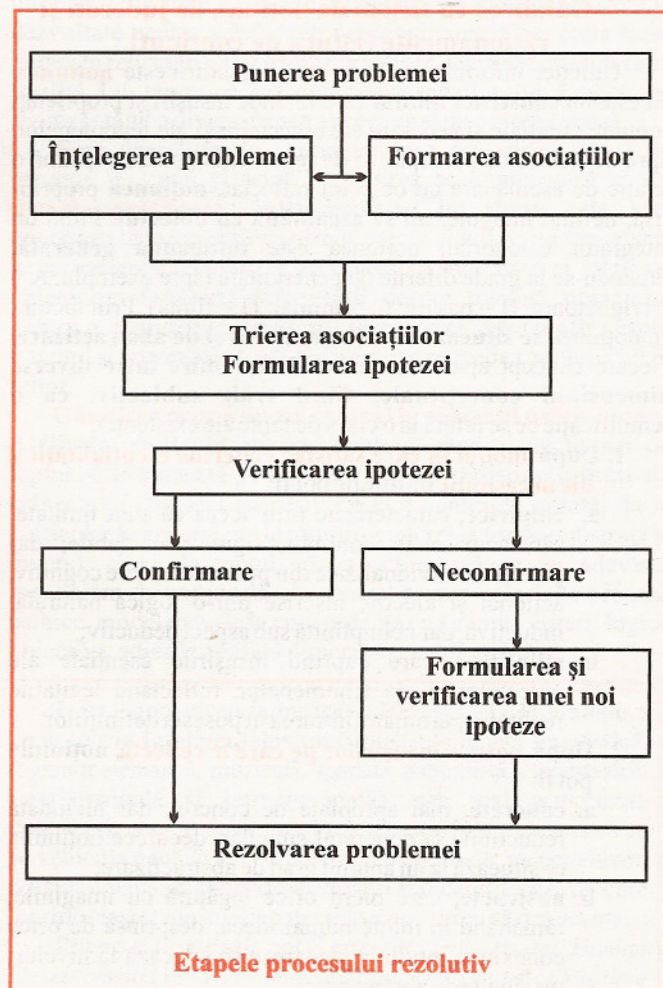 Punerea problemei
Înțelegerea problemei
Formarea asociațiilor
Trierea asociațiilor
Formularea ipotezei
Verificarea ipotezei
Confirmare
Neconfirmare
Formularea și
verificarea unei noi
ipoteze
Rezolvarea problemei
Etapele procesului rezolutiv